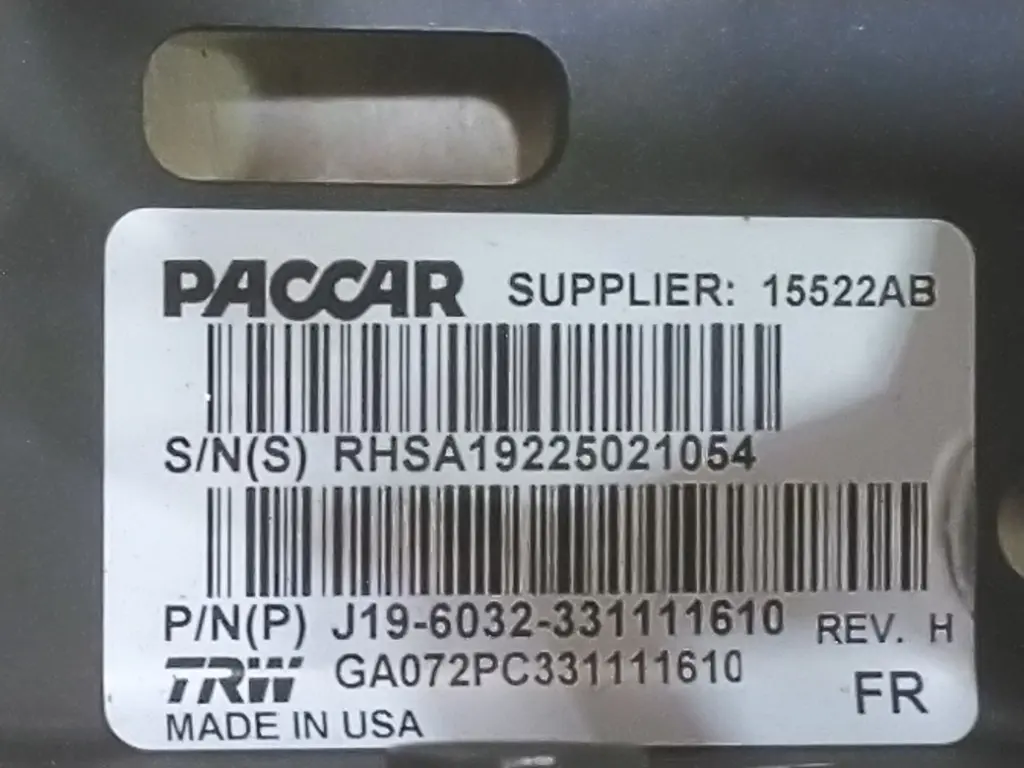 PACCAR SUPPLIER: 15522AB
S/N(S) RHSA19225021054
P/N(P) J19-6032-331111610 REV. H
TRW GA072PC331111610 FR
MADE IN USA